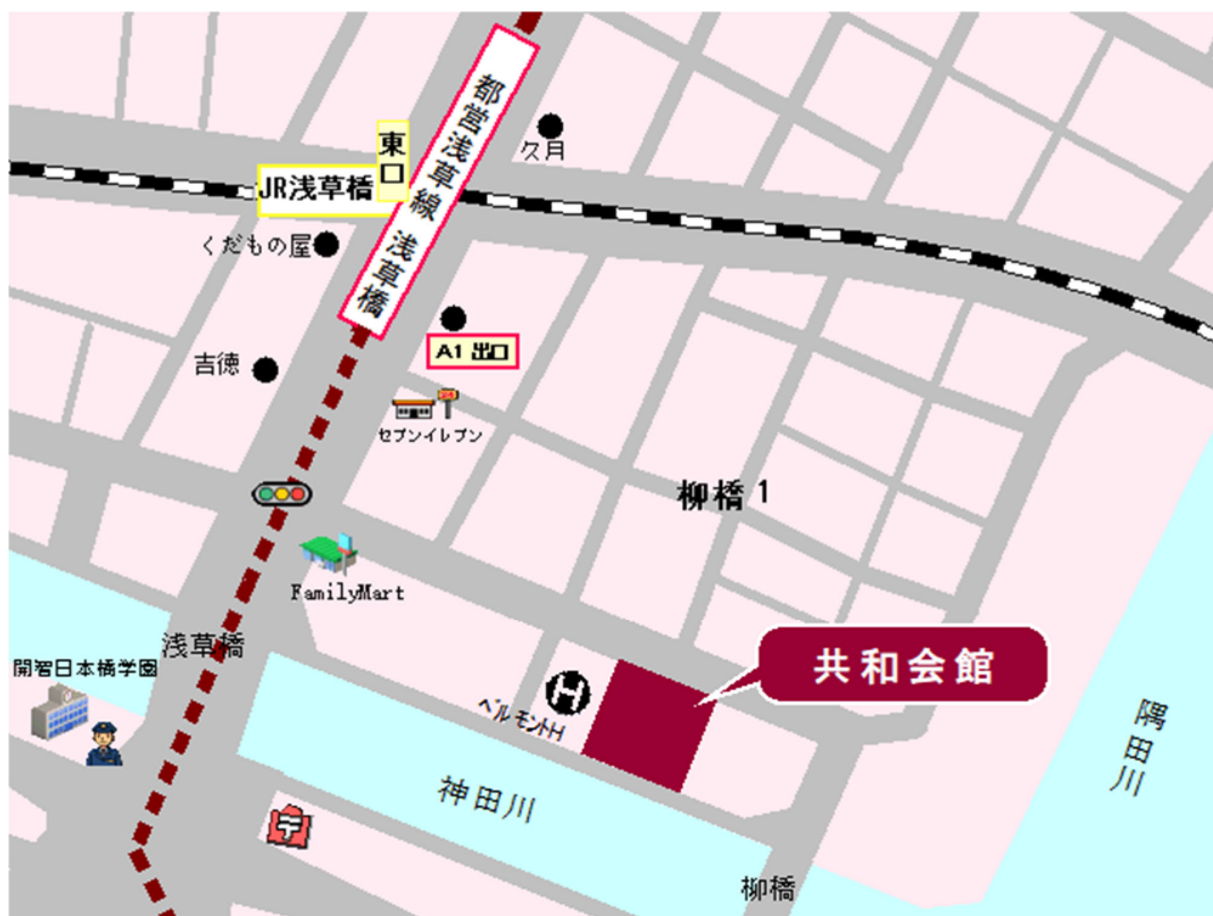 都営浅草線 浅草橋
東口
久月
JR浅草橋
くだもの屋
A1 出口
吉徳
セブンイレブン
柳橋 1
FamilyMart
浅草橋
共和会館
開智日本橋学園
ベルモントH
隅田川
神田川
〒
柳橋